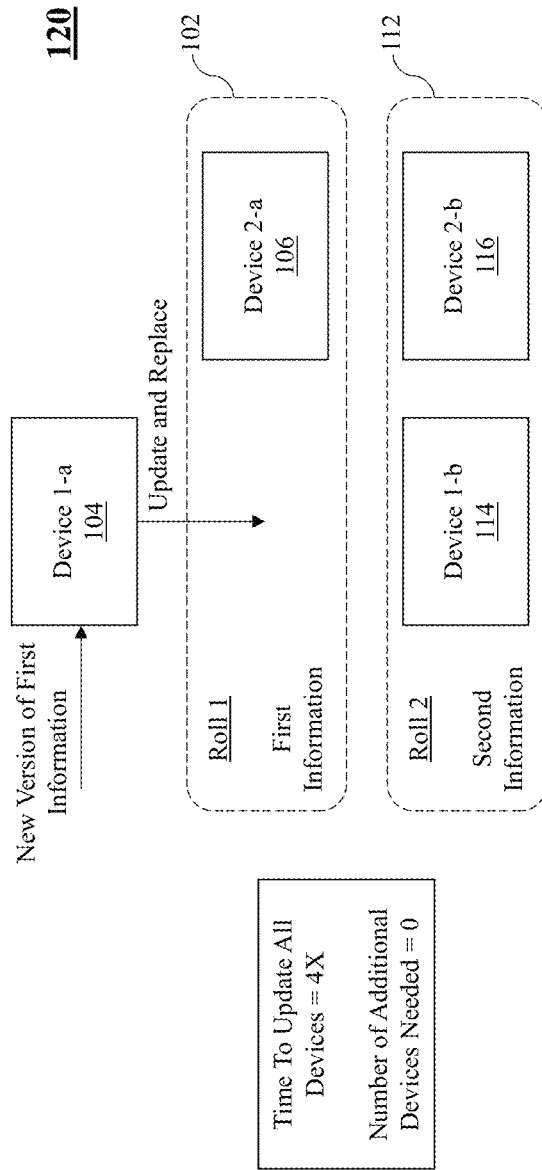 120
New Version of First
Information
Device 1-a
104
Update and Replace
102
Roll 1
First
Information
Device 2-a
106
112
Roll 2
Second
Information
Device 1-b
114
Device 2-b
116
Time To Update All
Devices = 4X
Number of Additional
Devices Needed = 0